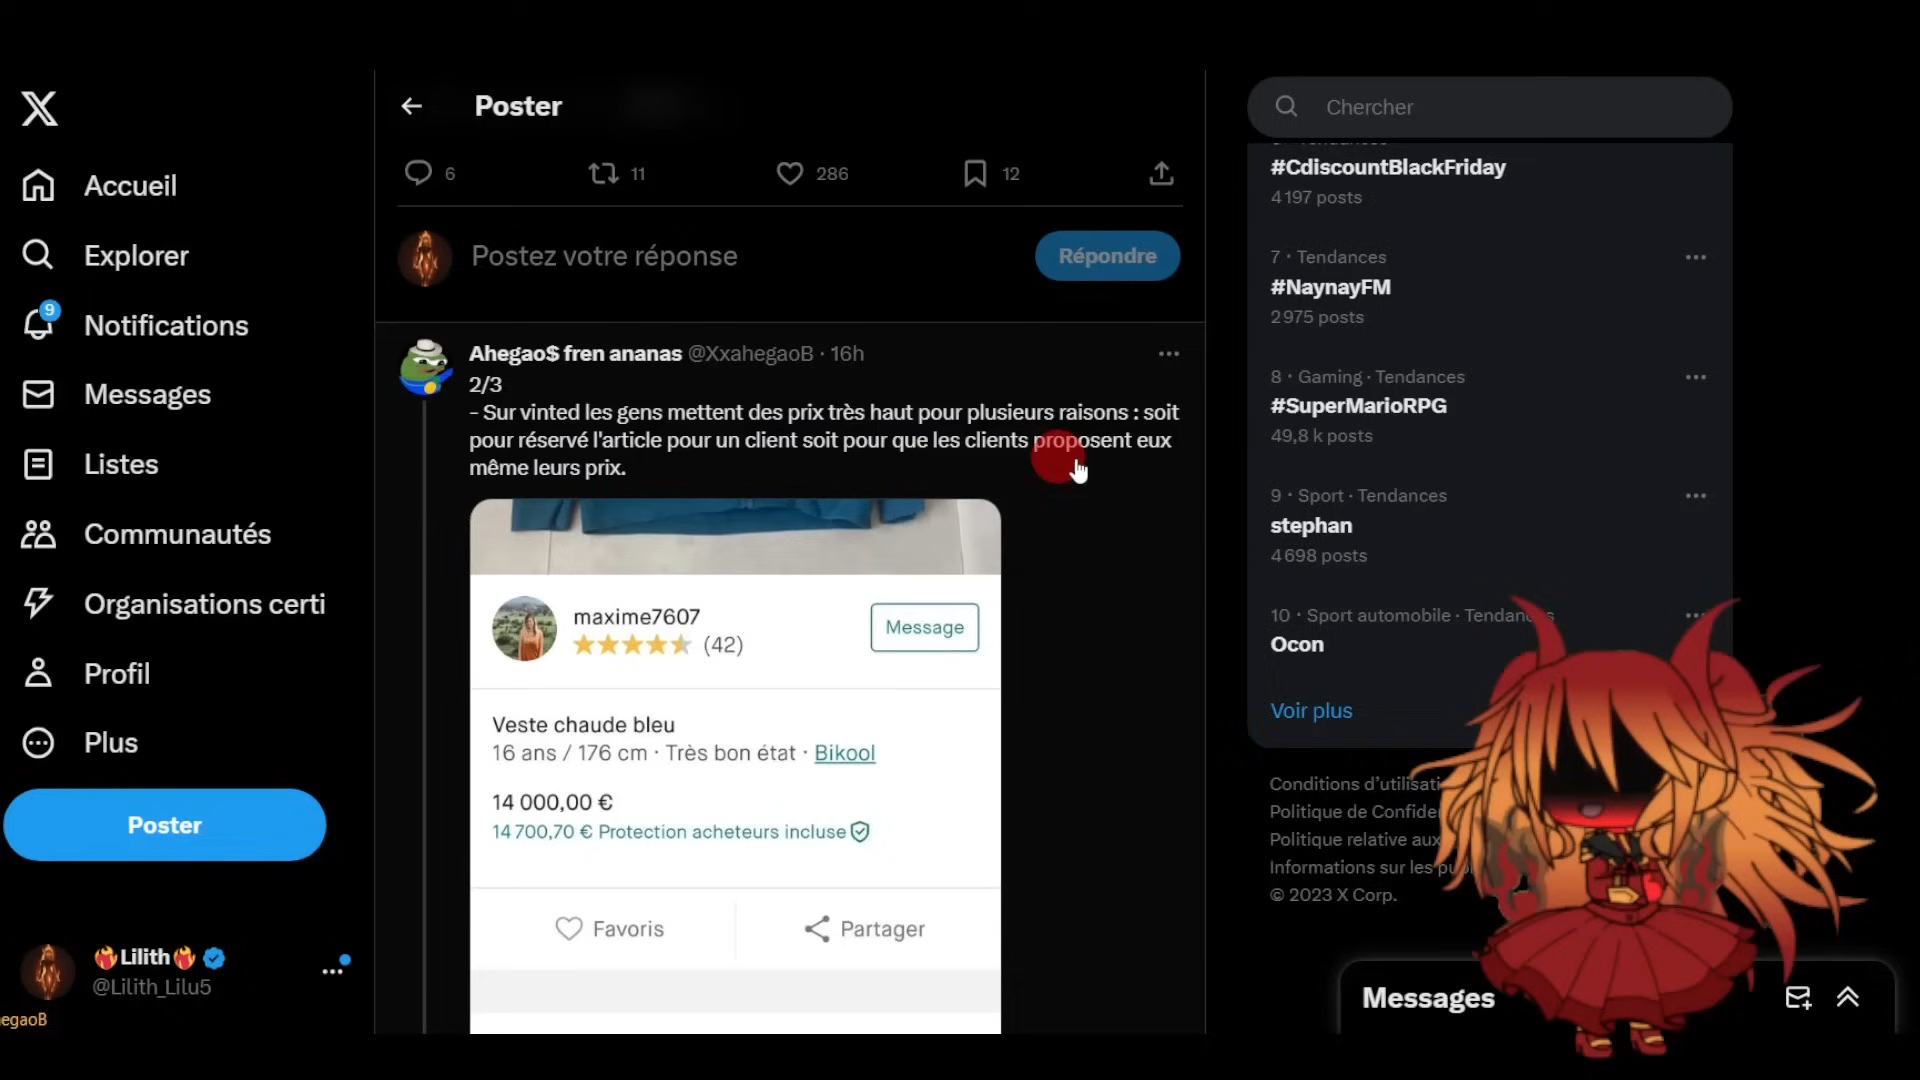 Accueil
Explorer
9
Notifications
Messages
Listes
Communautés
Organisations certi
Profil
Plus
Poster
Lilith
@Lilith_Lilu5
egaoB
Poster
6
11
286
12
Postez votre réponse
Répondre
Ahegao$ fren ananas @XxahegaoB · 16h
2/3
- Sur vinted les gens mettent des prix très haut pour plusieurs raisons : soit
pour réservé l'article pour un client soit pour que les clients proposent eux
même leurs prix.
maxime7607
(42)
Message
Veste chaude bleu
16 ans / 176 cm · Très bon état · Bikool
14 000,00 €
14 700,70 € Protection acheteurs incluse
Favoris
Partager
Chercher
#CdiscountBlackFriday
4 197 posts
7 · Tendances
#NaynayFM
2 975 posts
8 · Gaming · Tendances
#SuperMarioRPG
49,8 k posts
9 · Sport · Tendances
stephan
4 698 posts
10 · Sport automobile · Tendances
Ocon
Voir plus
Conditions d'utilisati
Politique de Confiden
Politique relative aux
Informations sur les pu
© 2023 X Corp.
Messages